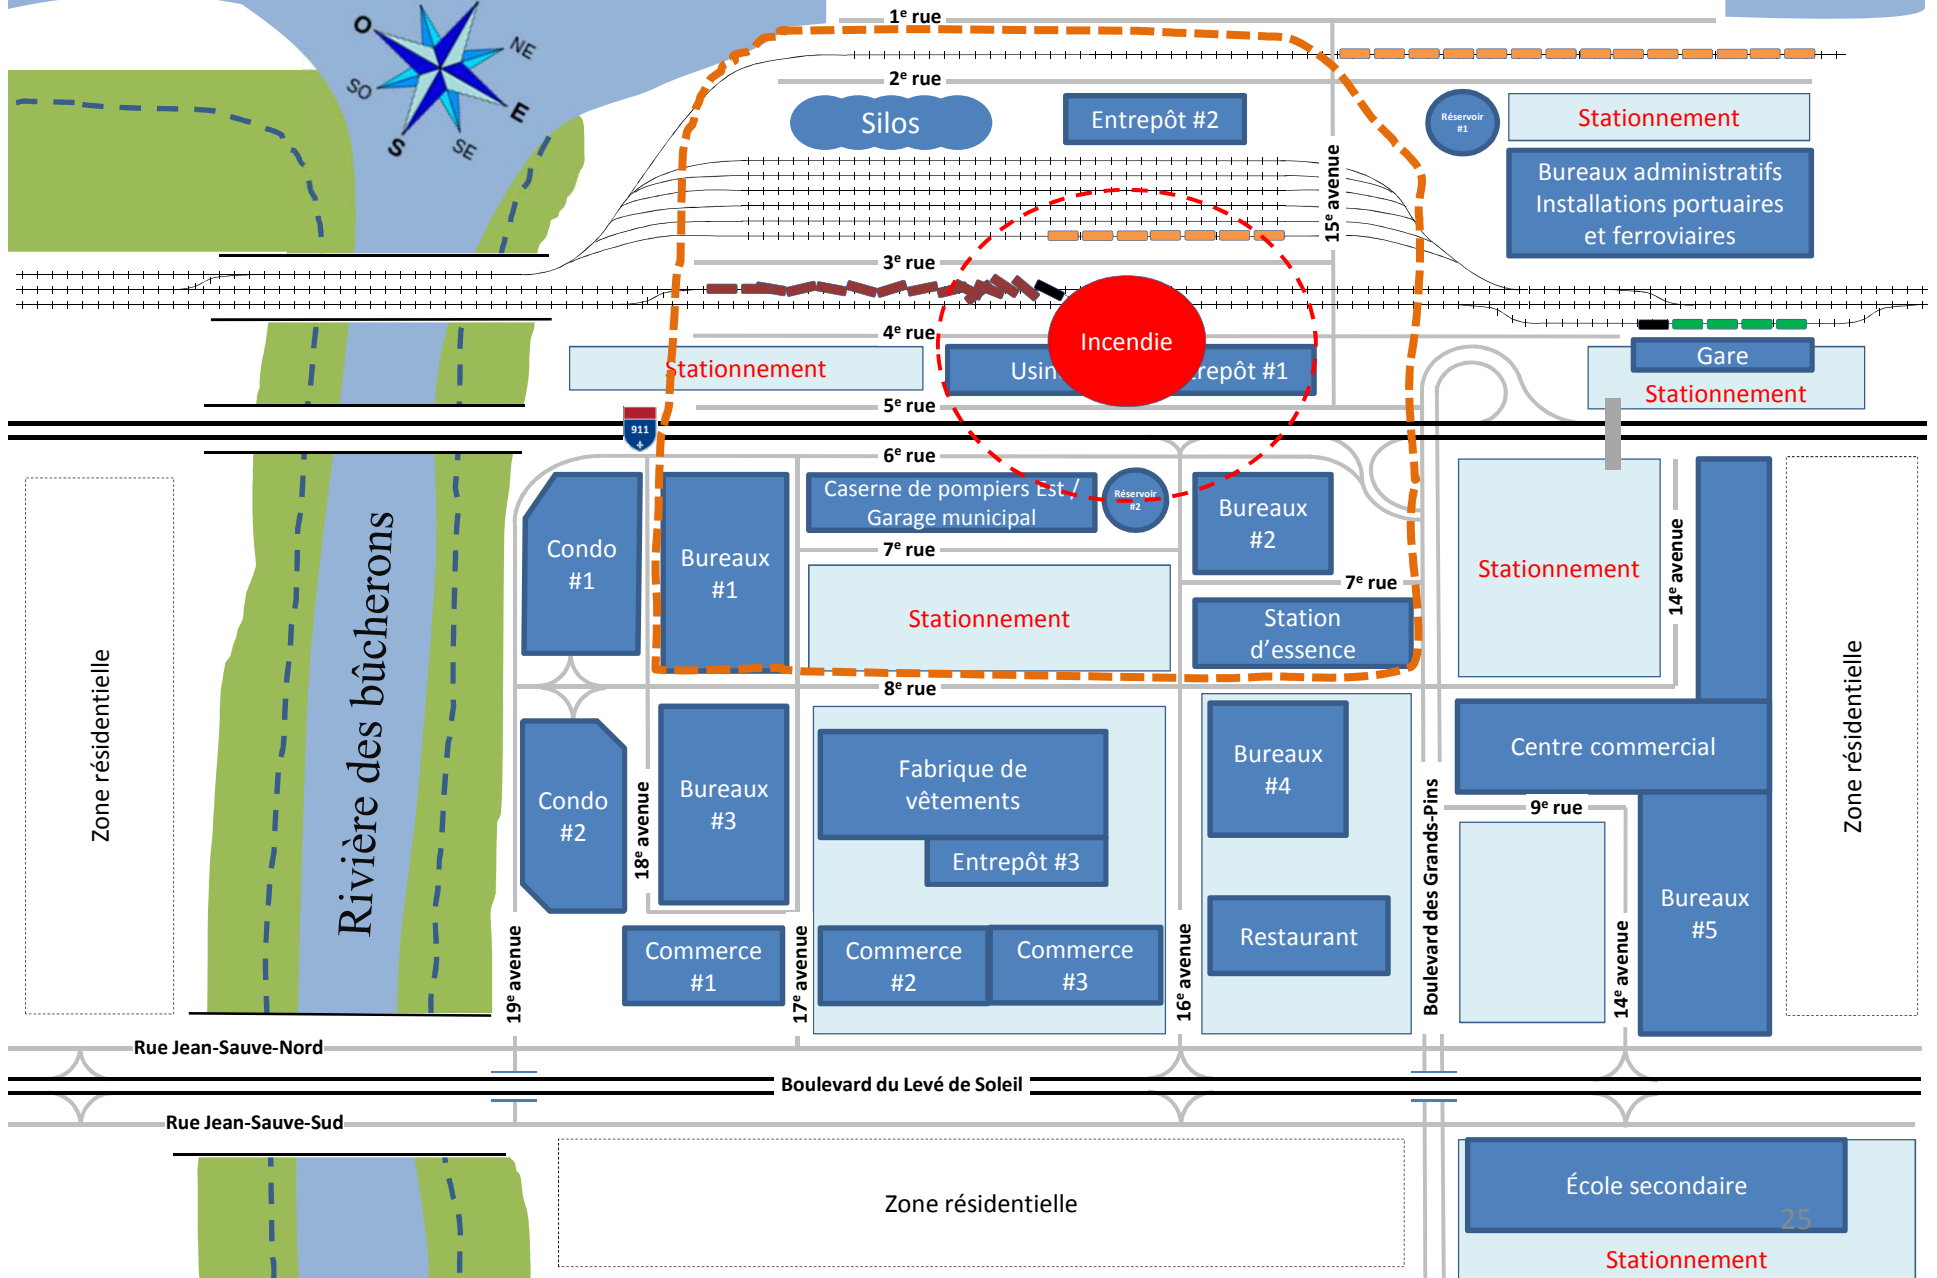 1e rue
O
NE
SO
E
S
SE
2e rue
Silos
Entrepôt #2
Réservoir
#1
Stationnement
Bureaux administratifs
Installations portuaires
et ferroviaires
15e avenue
3e rue
4e rue
Incendie
Stationnement
Usin
repôt #1
Gare
Stationnement
5e rue
911
6e rue
Condo
#1
Bureaux
#1
Caserne de pompiers Est /
Garage municipal
Réservoir
#2
Bureaux
#2
7e rue
7e rue
Stationnement
Station
d'essence
Stationnement
14e avenue
8e rue
Zone résidentielle
Rivière des bûcherons
Zone résidentielle
Condo
#2
18e avenue
Bureaux
#3
Fabrique de
vêtements
Entrepôt #3
Bureaux
#4
Centre commercial
9e rue
Boulevard des Grands-Pins
Bureaux
#5
Restaurant
Commerce
#1
Commerce
#2
Commerce
#3
19e avenue
17e avenue
16e avenue
14e avenue
Rue Jean-Sauve-Nord
Boulevard du Levé de Soleil
Rue Jean-Sauve-Sud
Zone résidentielle
École secondaire
25
Stationnement